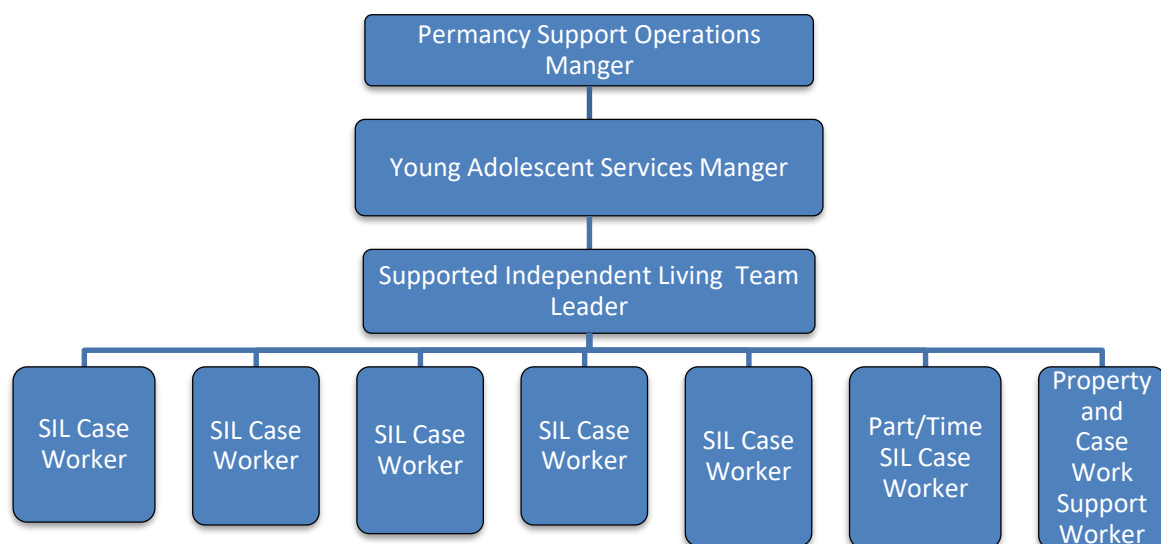 Permancy Support Operations
Manger
Young Adolescent Services Manger
Supported Independent Living  Team
Leader
SIL Case
Worker
SIL Case
Worker
SIL Case
Worker
SIL Case
Worker
SIL Case
Worker
Part/Time
SIL Case
Worker
Property
and
Case
Work
Support
Worker